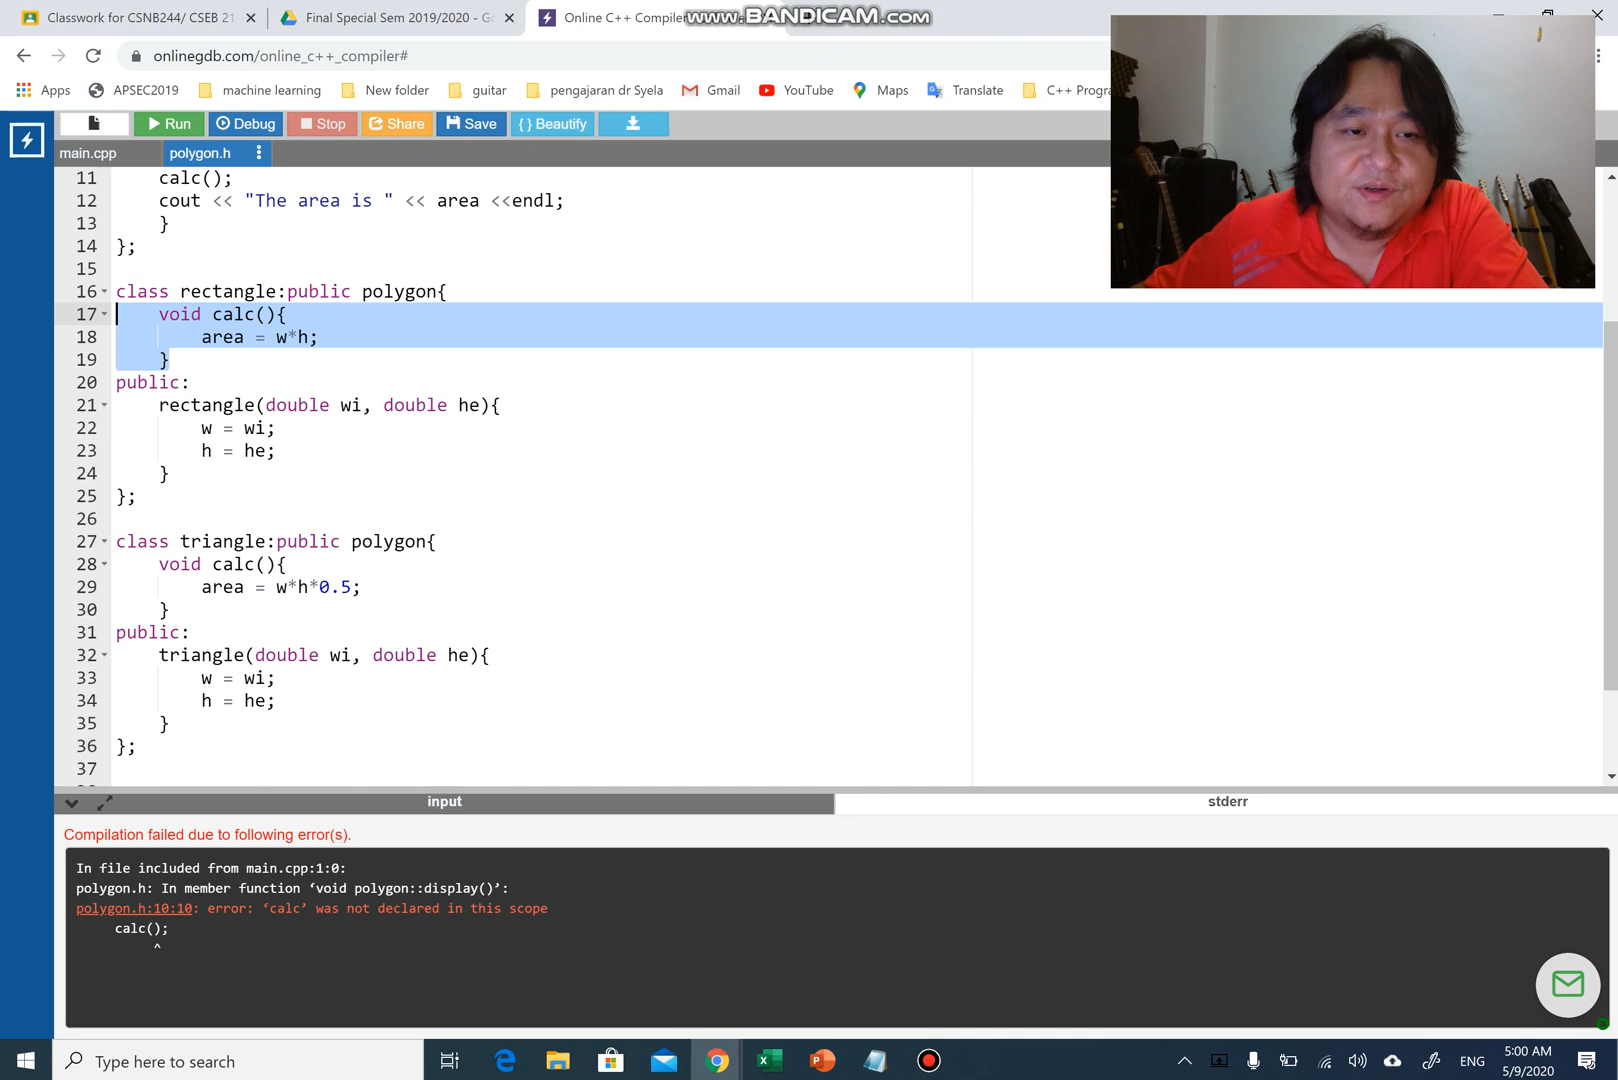 Classwork for CSNB244/ CSEB 21
Final Special Sem 2019/2020 - Go
Online C++ Compiler
www.BANDICAM.com
onlinegdb.com/online_c++_compiler#
Apps
APSEC2019
machine learning
New folder
guitar
pengajaran dr Syela
Gmail
YouTube
Maps
Translate
C++ Progra
Run
Debug
Stop
Share
Save
{ } Beautify
main.cpp
polygon.h
11 calc();
12 cout << "The area is " << area <<endl;
13 }
14 };
15
16 class rectangle:public polygon{
17 void calc(){
18 area = w*h;
19 }
20 public:
21 rectangle(double wi, double he){
22 w = wi;
23 h = he;
24 }
25 };
26
27 class triangle:public polygon{
28 void calc(){
29 area = w*h*0.5;
30 }
31 public:
32 triangle(double wi, double he){
33 w = wi;
34 h = he;
35 }
36 };
37
input
stderr
Compilation failed due to following error(s).
In file included from main.cpp:1:0:
polygon.h: In member function ‘void polygon::display()’:
polygon.h:10:10: error: ‘calc’ was not declared in this scope
calc();
^
Type here to search
ENG
5:00 AM
5/9/2020